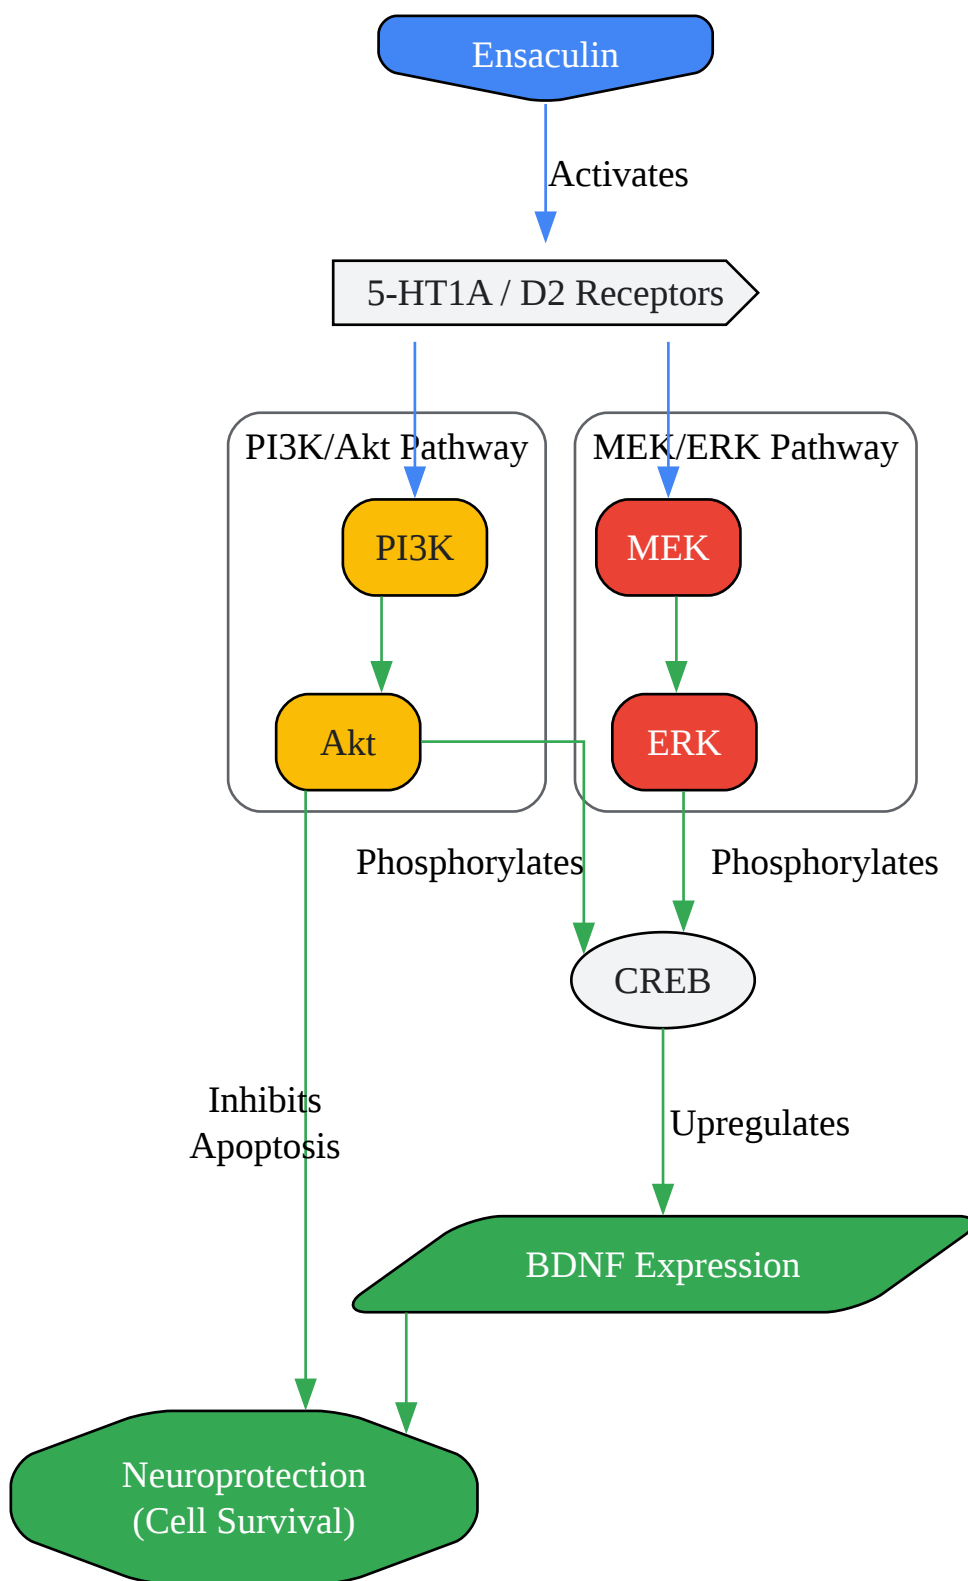 Ensaculin
Activates
5-HT1A / D2 Receptors
PI3K/Akt Pathway
MEK/ERK Pathway
PI3K
MEK
Akt
ERK
Phosphorylates
Phosphorylates
CREB
Inhibits
Apoptosis
Upregulates
BDNF Expression
Neuroprotection
(Cell Survival)